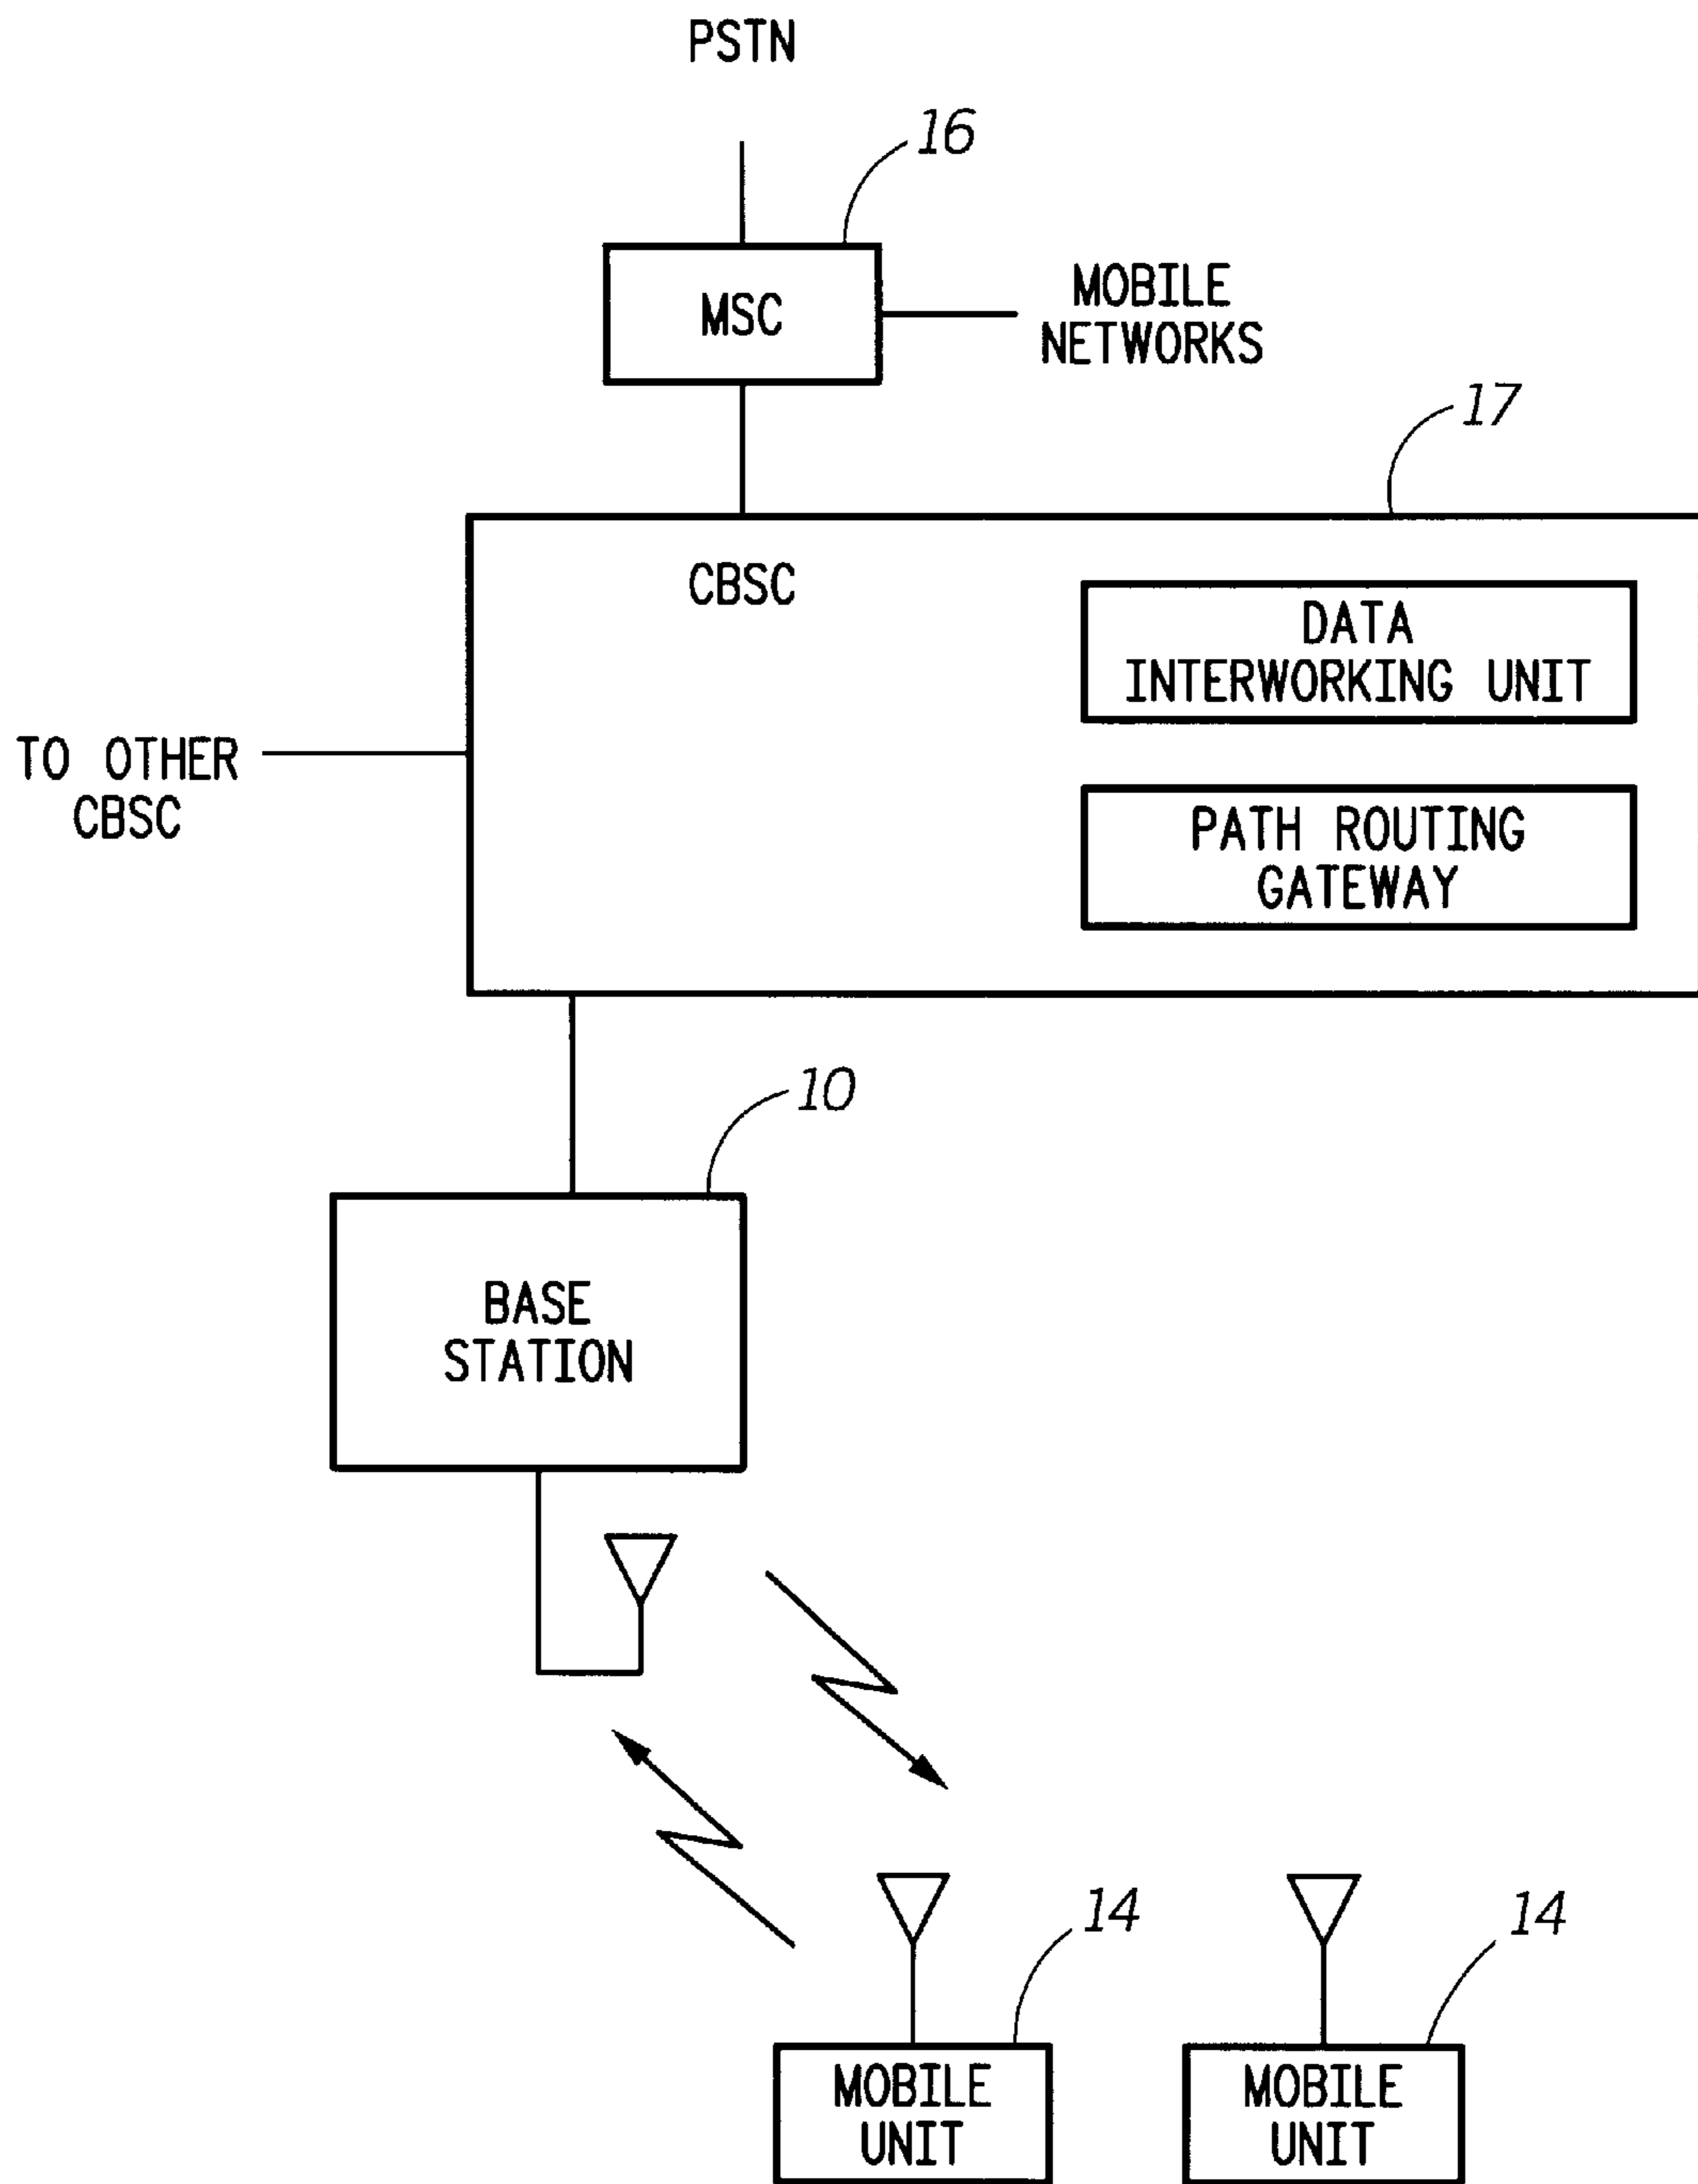 PSTN
16
MSC
MOBILE
NETWORKS
17
CBSC
DATA
INTERWORKING UNIT
TO OTHER
CBSC
PATH ROUTING
GATEWAY
10
BASE
STATION
14
14
MOBILE
UNIT
MOBILE
UNIT